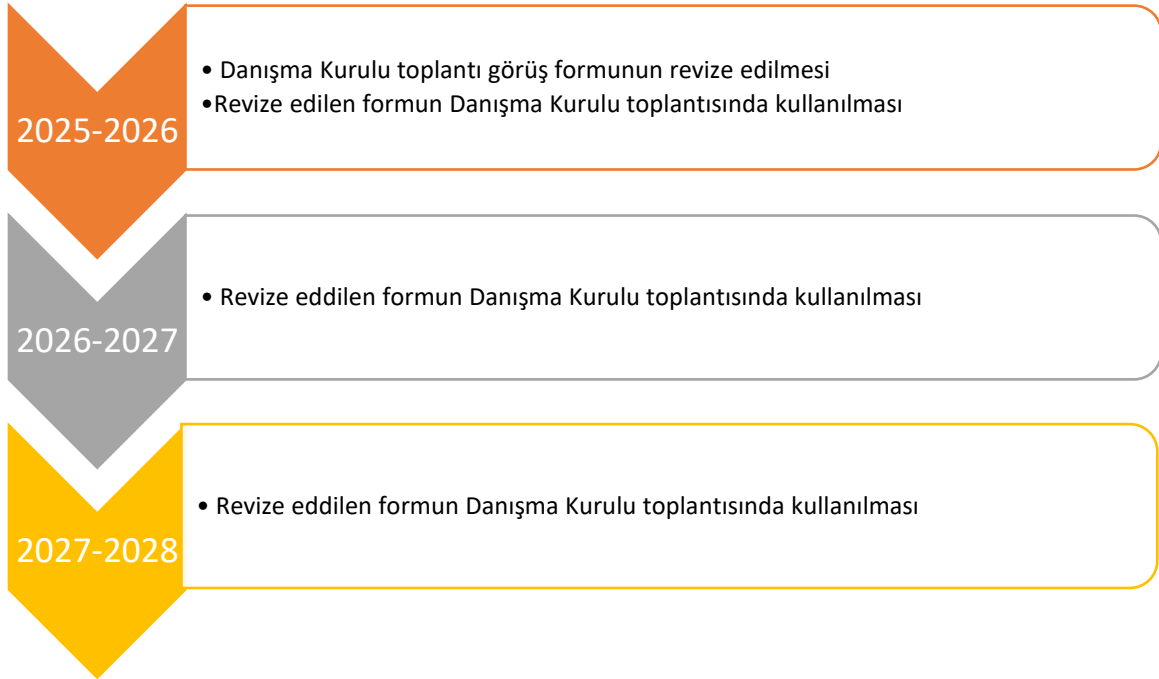 2025-2026
• Danışma Kurulu toplantı görüş formunun revize edilmesi
•Revize edilen formun Danışma Kurulu toplantısında kullanılması
2026-2027
• Revize eddilen formun Danışma Kurulu toplantısında kullanılması
2027-2028
• Revize eddilen formun Danışma Kurulu toplantısında kullanılması